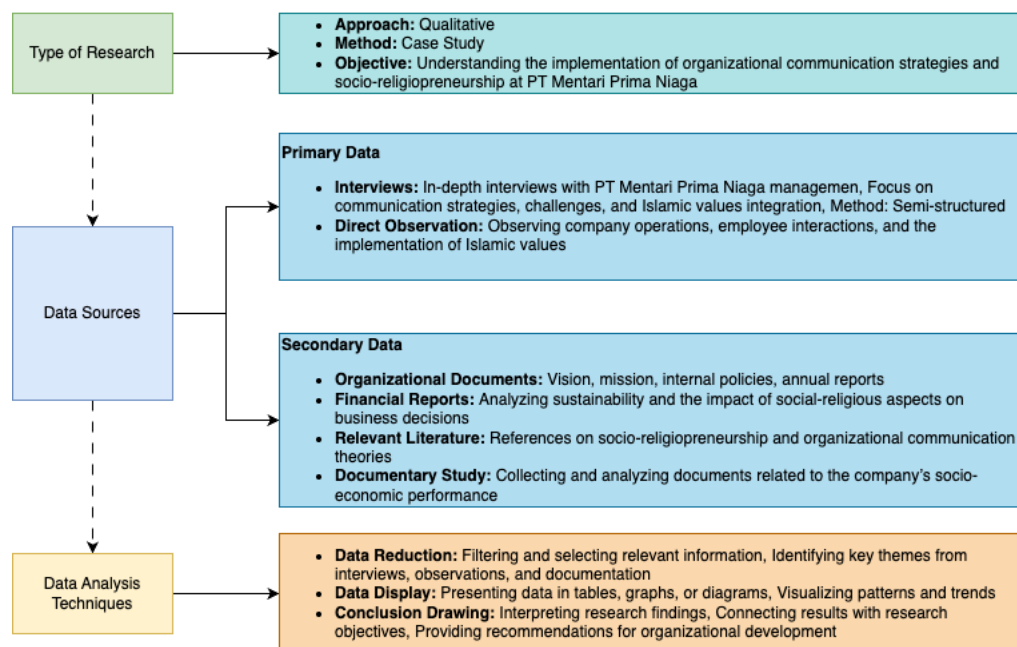 Type of Research
• Approach: Qualitative
• Method: Case Study
• Objective: Understanding the implementation of organizational communication strategies and
socio-religiopreneurship at PT Mentari Prima Niaga
Data Sources
Primary Data
• Interviews: In-depth interviews with PT Mentari Prima Niaga managemen, Focus on
communication strategies, challenges, and Islamic values integration, Method: Semi-structured
• Direct Observation: Observing company operations, employee interactions, and the
implementation of Islamic values
Secondary Data
• Organizational Documents: Vision, mission, internal policies, annual reports
• Financial Reports: Analyzing sustainability and the impact of social-religious aspects on
business decisions
• Relevant Literature: References on socio-religiopreneurship and organizational communication
theories
• Documentary Study: Collecting and analyzing documents related to the company's socio-
economic performance
Data Analysis
Techniques
• Data Reduction: Filtering and selecting relevant information, Identifying key themes from
interviews, observations, and documentation
• Data Display: Presenting data in tables, graphs, or diagrams, Visualizing patterns and trends
• Conclusion Drawing: Interpreting research findings, Connecting results with research
objectives, Providing recommendations for organizational development